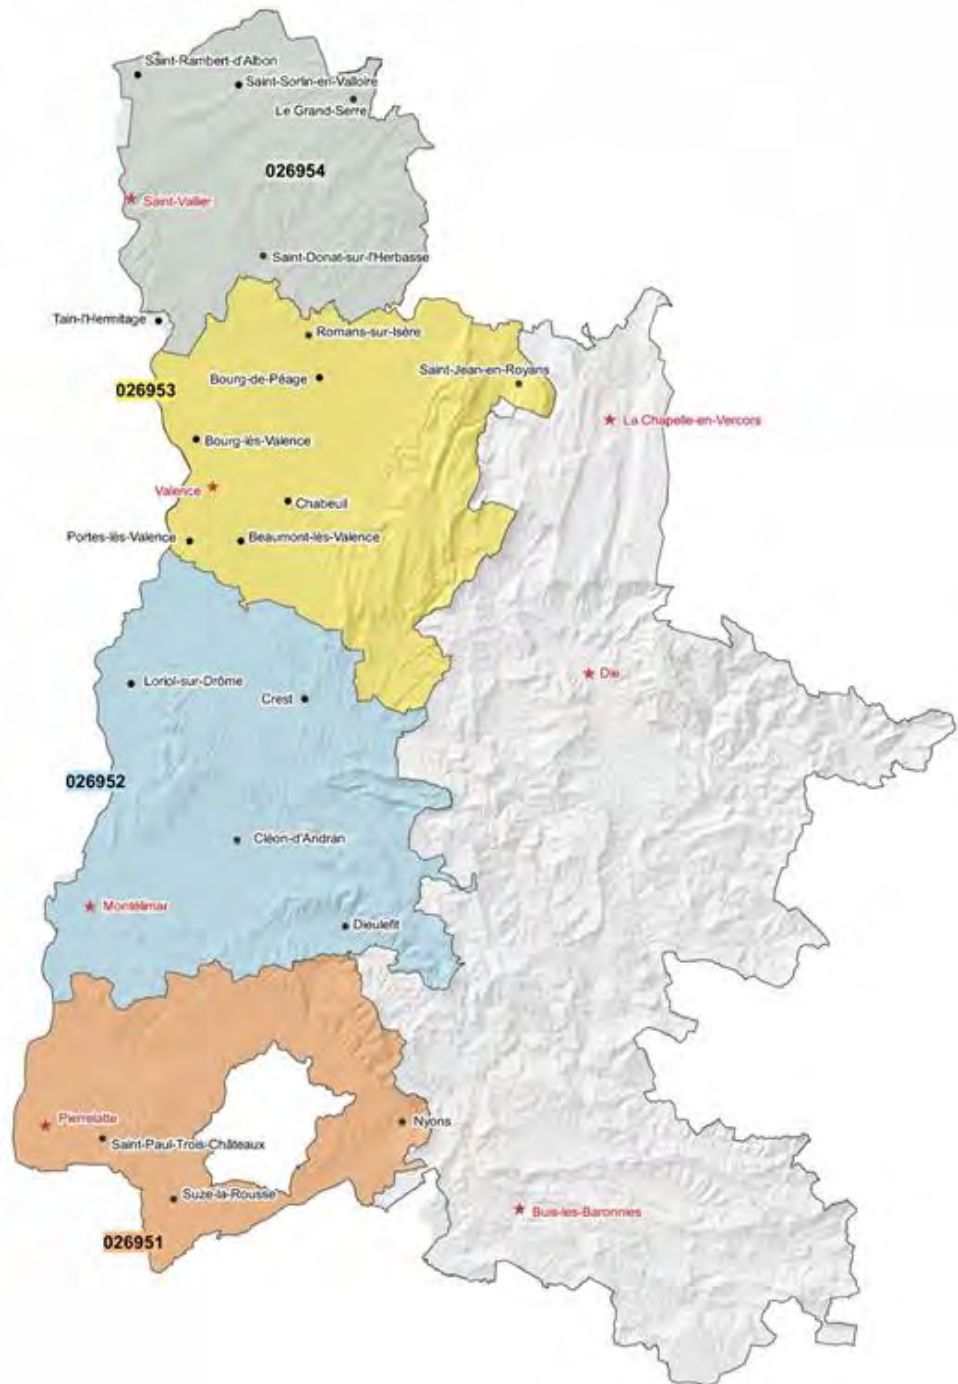 Saint-Rambert-d'Albon
Saint-Sorlin-en-Valloire
Le Grand-Serre
026954
Saint-Vallier
Saint-Donat-sur-l'Herbasse
Tain-l'Hermitage
Romans-sur-Isère
Saint-Jean-en-Royans
Bourg-de-Péage
026953
La Chapelle-en-Vercors
Bourg-lès-Valence
Valence
Chabeuil
Portes-lès-Valence
Beaumont-lès-Valence
Die
Loriol-sur-Drôme
Crest
026952
Cléon-d'Andran
Montélimar
Dieulefit
Pierrelatte
Nyons
Saint-Paul-Trois-Châteaux
Suze-la-Rousse
Buis-les-Baronnies
026951